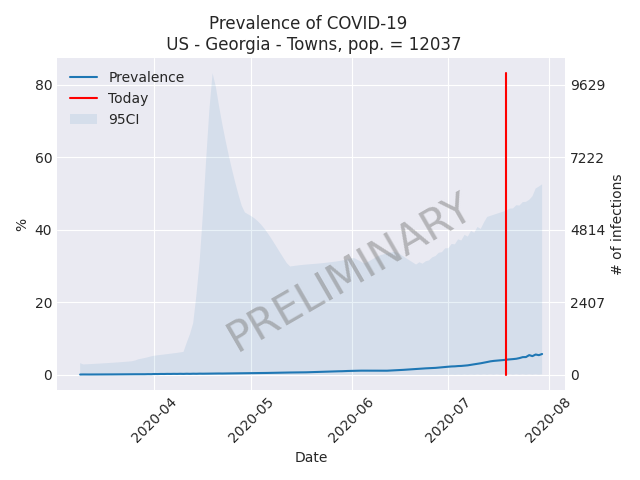 Prevalence of COVID-19
US - Georgia - Towns, pop. = 12037
Prevalence
Today
95CI
PRELIMINARY
80
60
40
20
0
%
9629
7222
4814
2407
0
# of infections
2020-04
2020-05
2020-06
2020-07
2020-08
Date